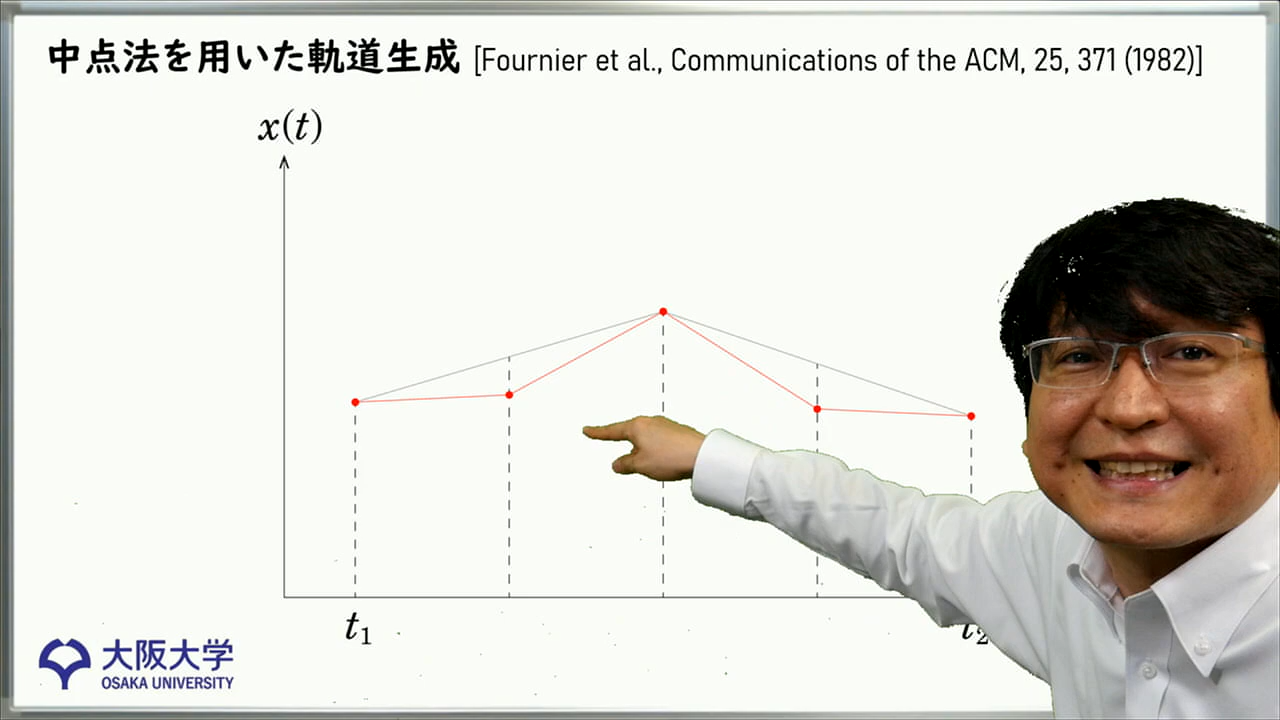 中点法を用いた軌道生成 [Fournier et al., Communications of the ACM, 25, 371 (1982)]
x(t)
t₁
t₂
大阪大学
OSAKA UNIVERSITY